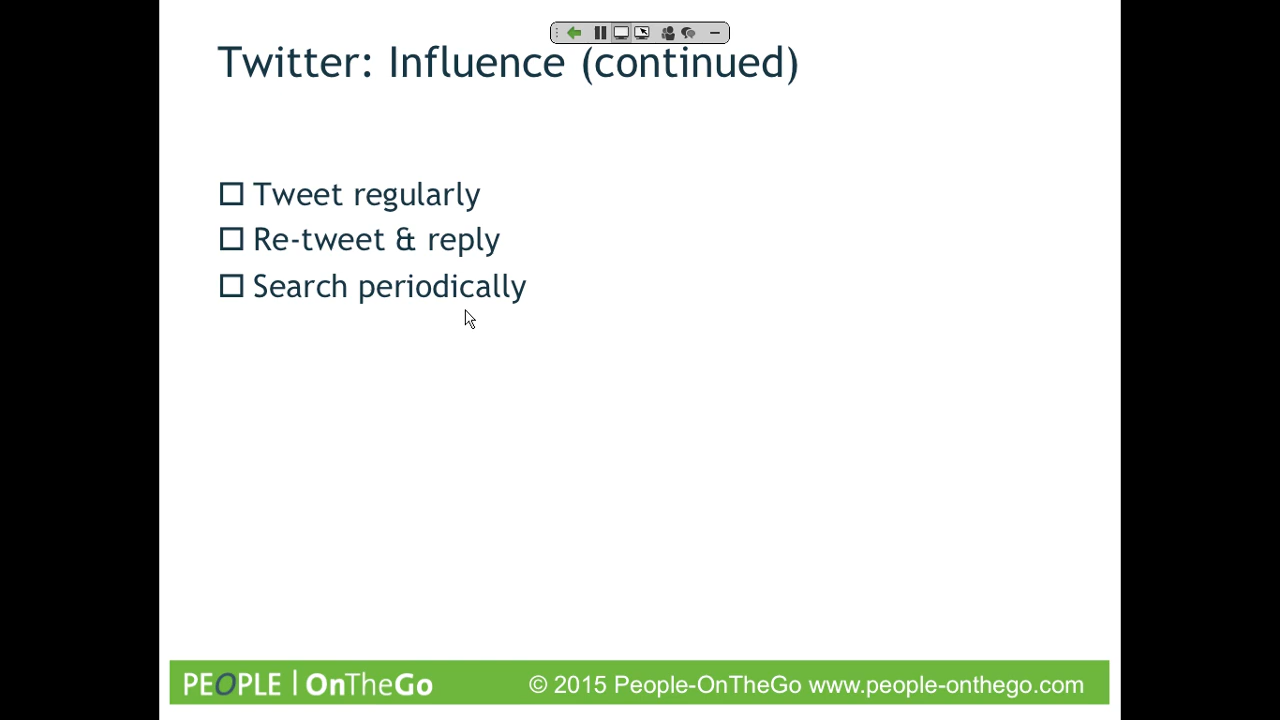 Twitter: Influence (continued)
Tweet regularly
Re-tweet & reply
Search periodically
PEOPLE | OnTheGo © 2015 People-OnTheGo www.people-onthego.com